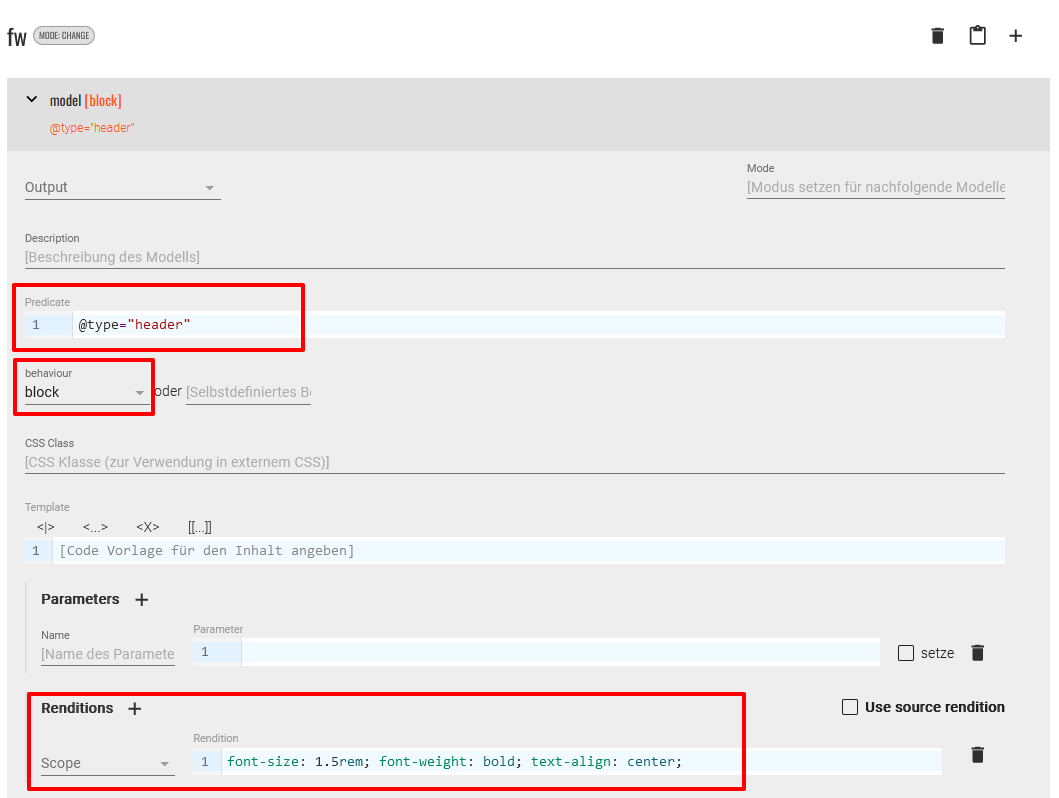 fw MODE: CHANGE
model [block]
@type="header"
Output
Mode
[Modus setzen für nachfolgende Modelle
Description
[Beschreibung des Modells]
Predicate
1 @type="header"
behaviour
block oder [Selbstdefiniertes B
CSS Class
[CSS Klasse (zur Verwendung in externem CSS)]
Template
<|> <...> <X> [[...]]
1 [Code Vorlage für den Inhalt angeben]
Parameters +
Name Parameter
[Name des Paramete 1 setze
Renditions + Use source rendition
Rendition
Scope 1 font-size: 1.5rem; font-weight: bold; text-align: center;